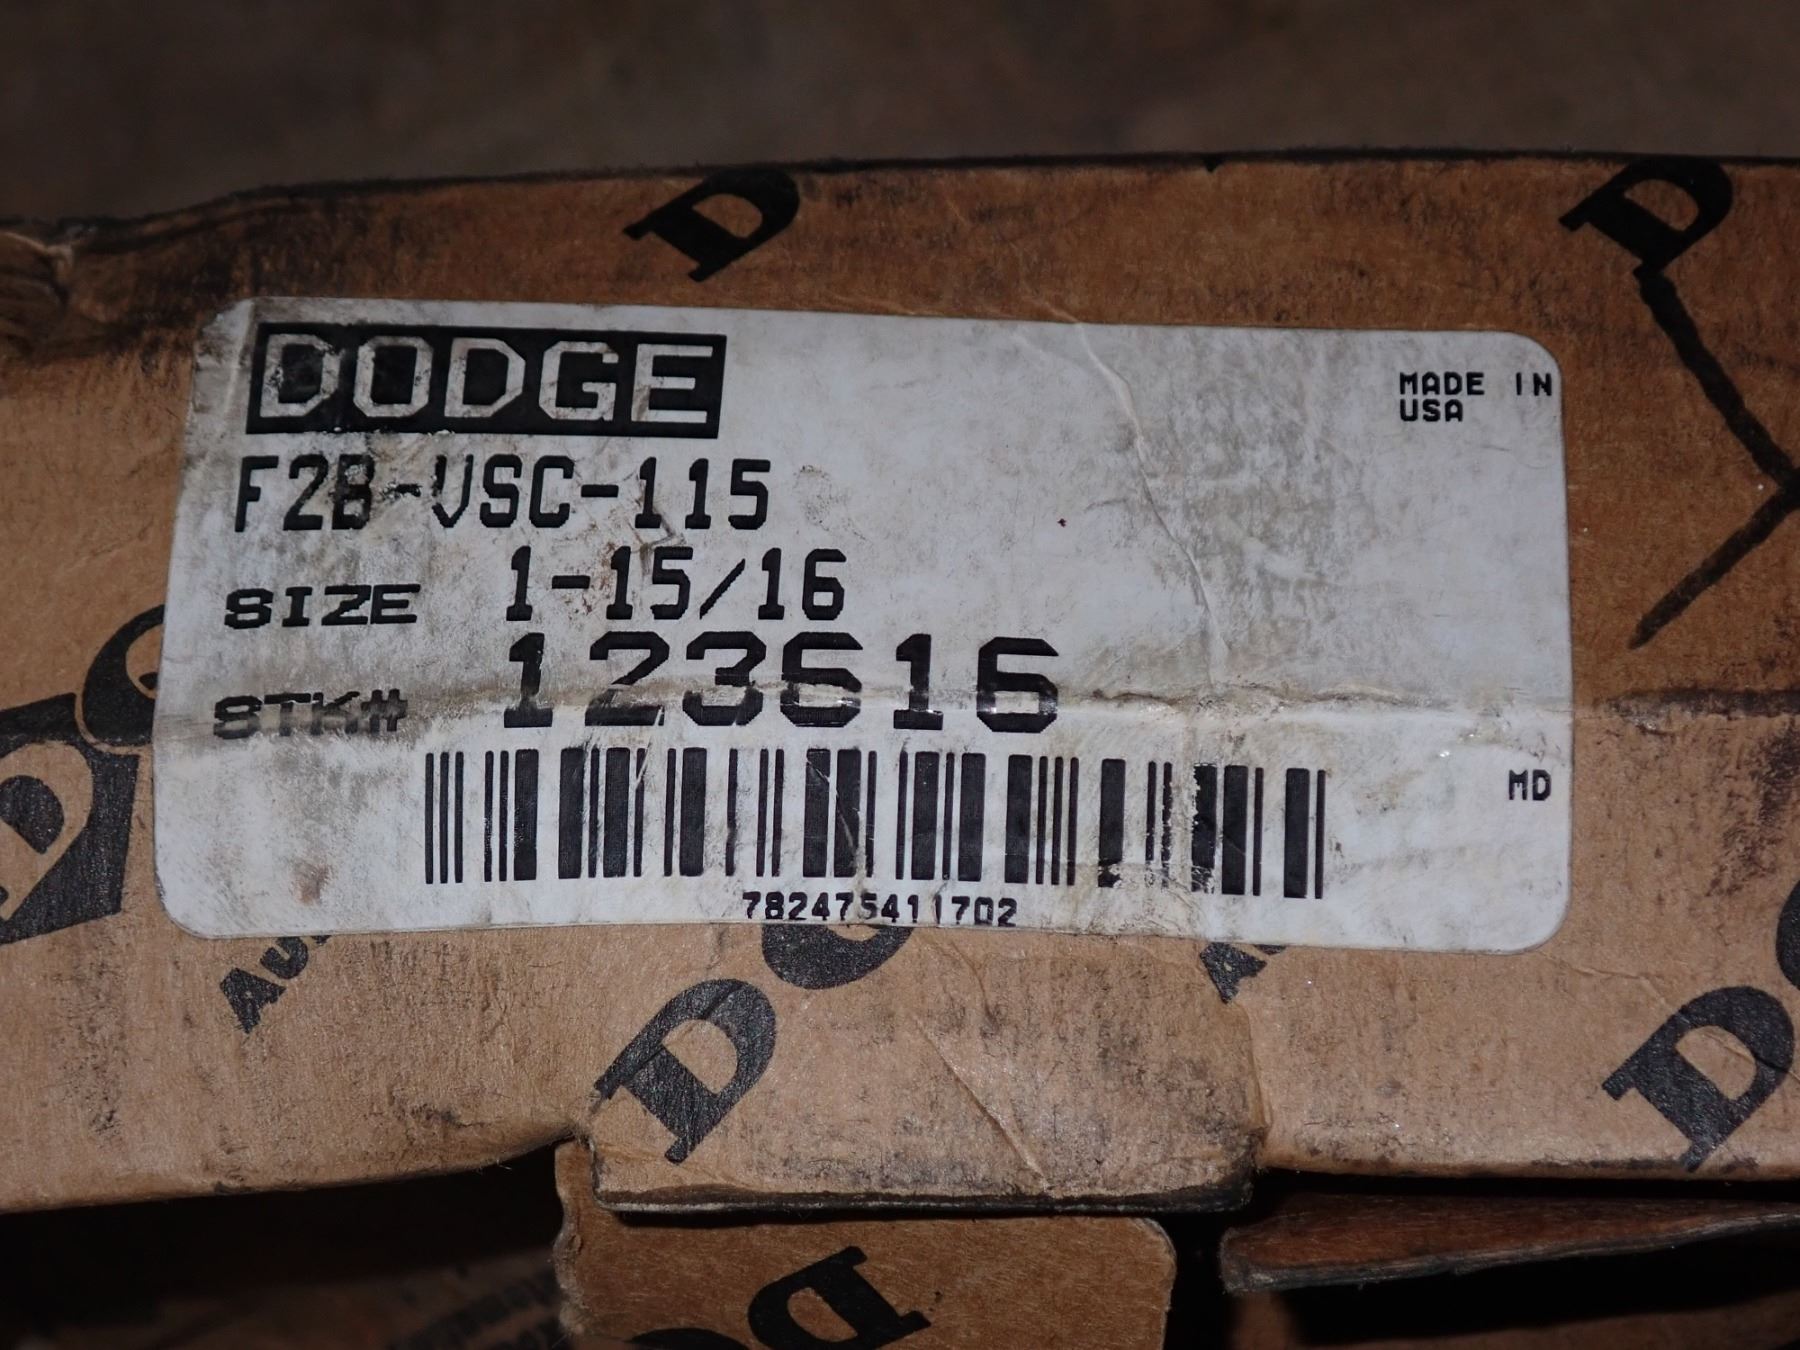 DODGE
MADE IN
USA
F2B-VSC-115
SIZE 1-15/16
STK# 123616
MD
782475411702